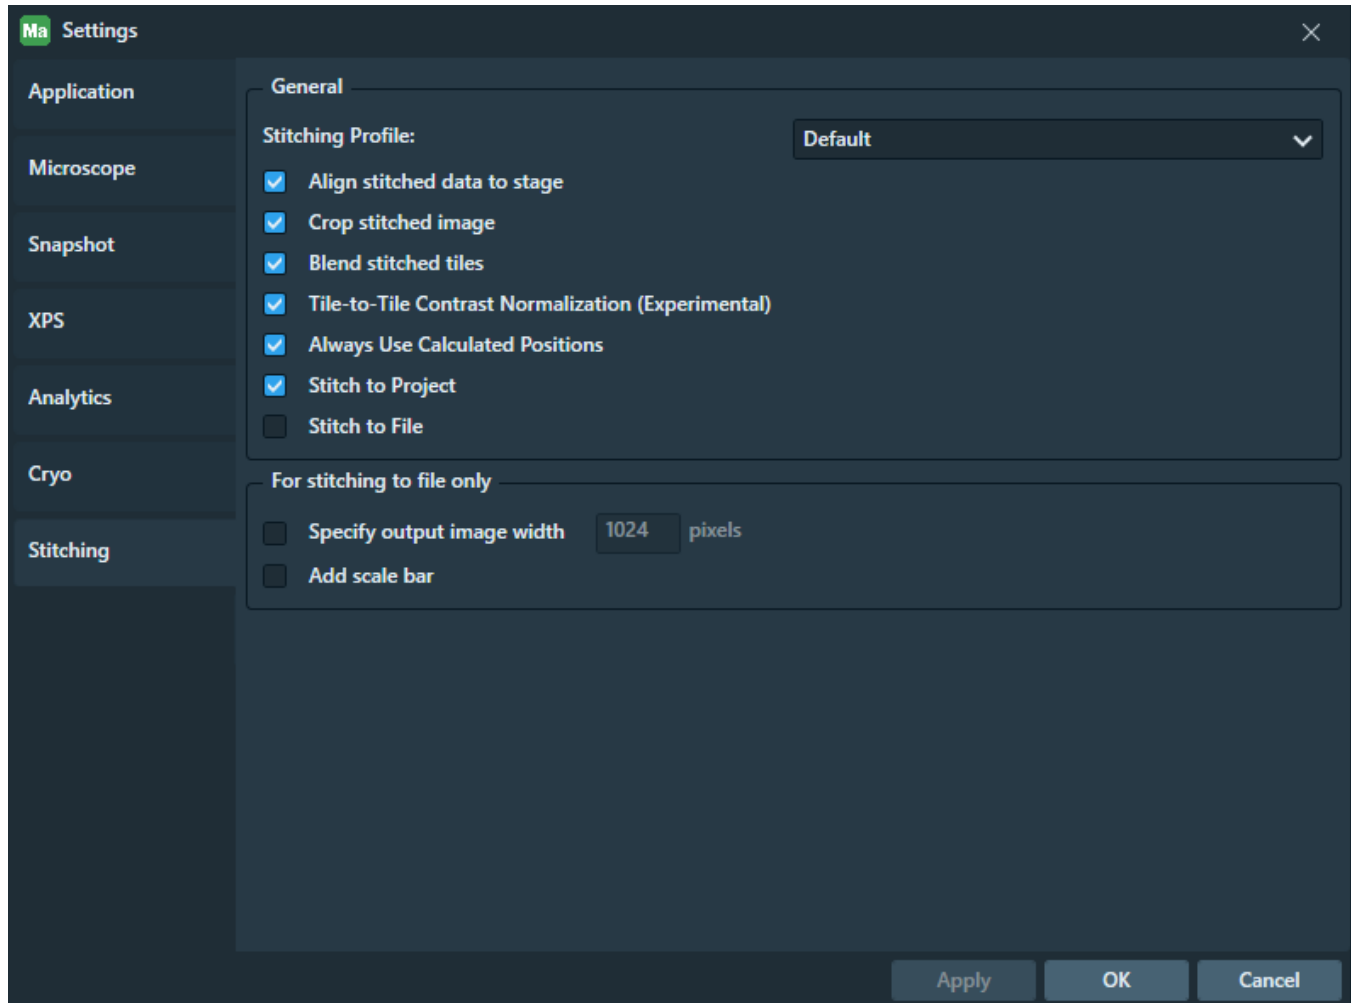 Ma Settings
Application
Microscope
Snapshot
XPS
Analytics
Cryo
Stitching
General
Stitching Profile: Default
Align stitched data to stage
Crop stitched image
Blend stitched tiles
Tile-to-Tile Contrast Normalization (Experimental)
Always Use Calculated Positions
Stitch to Project
Stitch to File
For stitching to file only
Specify output image width 1024 pixels
Add scale bar
Apply OK Cancel